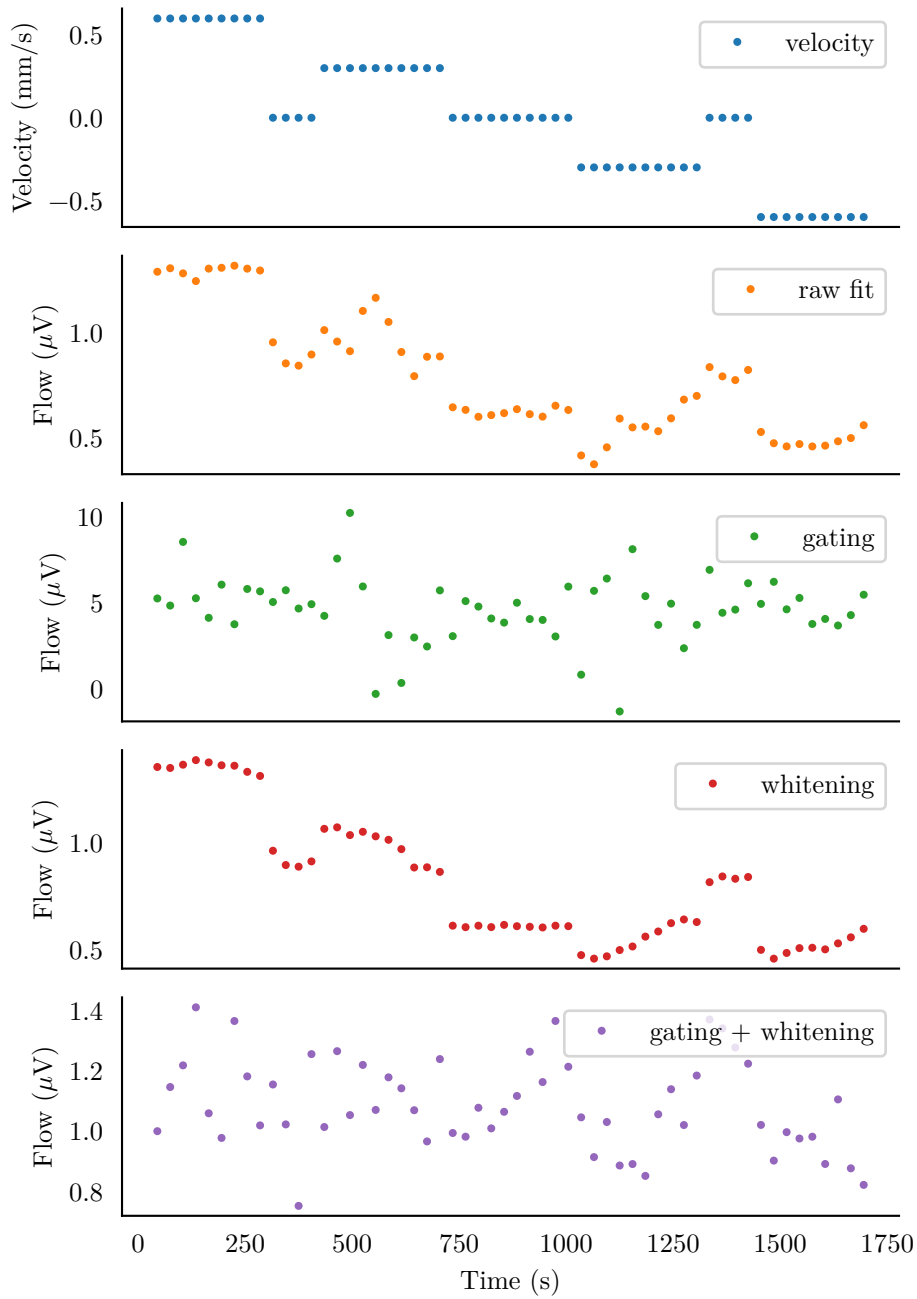 velocity
Velocity (mm/s)
0.5
0.0
−0.5
raw fit
Flow (μV)
1.0
0.5
gating
Flow (μV)
10
5
0
whitening
Flow (μV)
1.0
0.5
gating + whitening
Flow (μV)
1.4
1.2
1.0
0.8
0 250 500 750 1000 1250 1500 1750
Time (s)